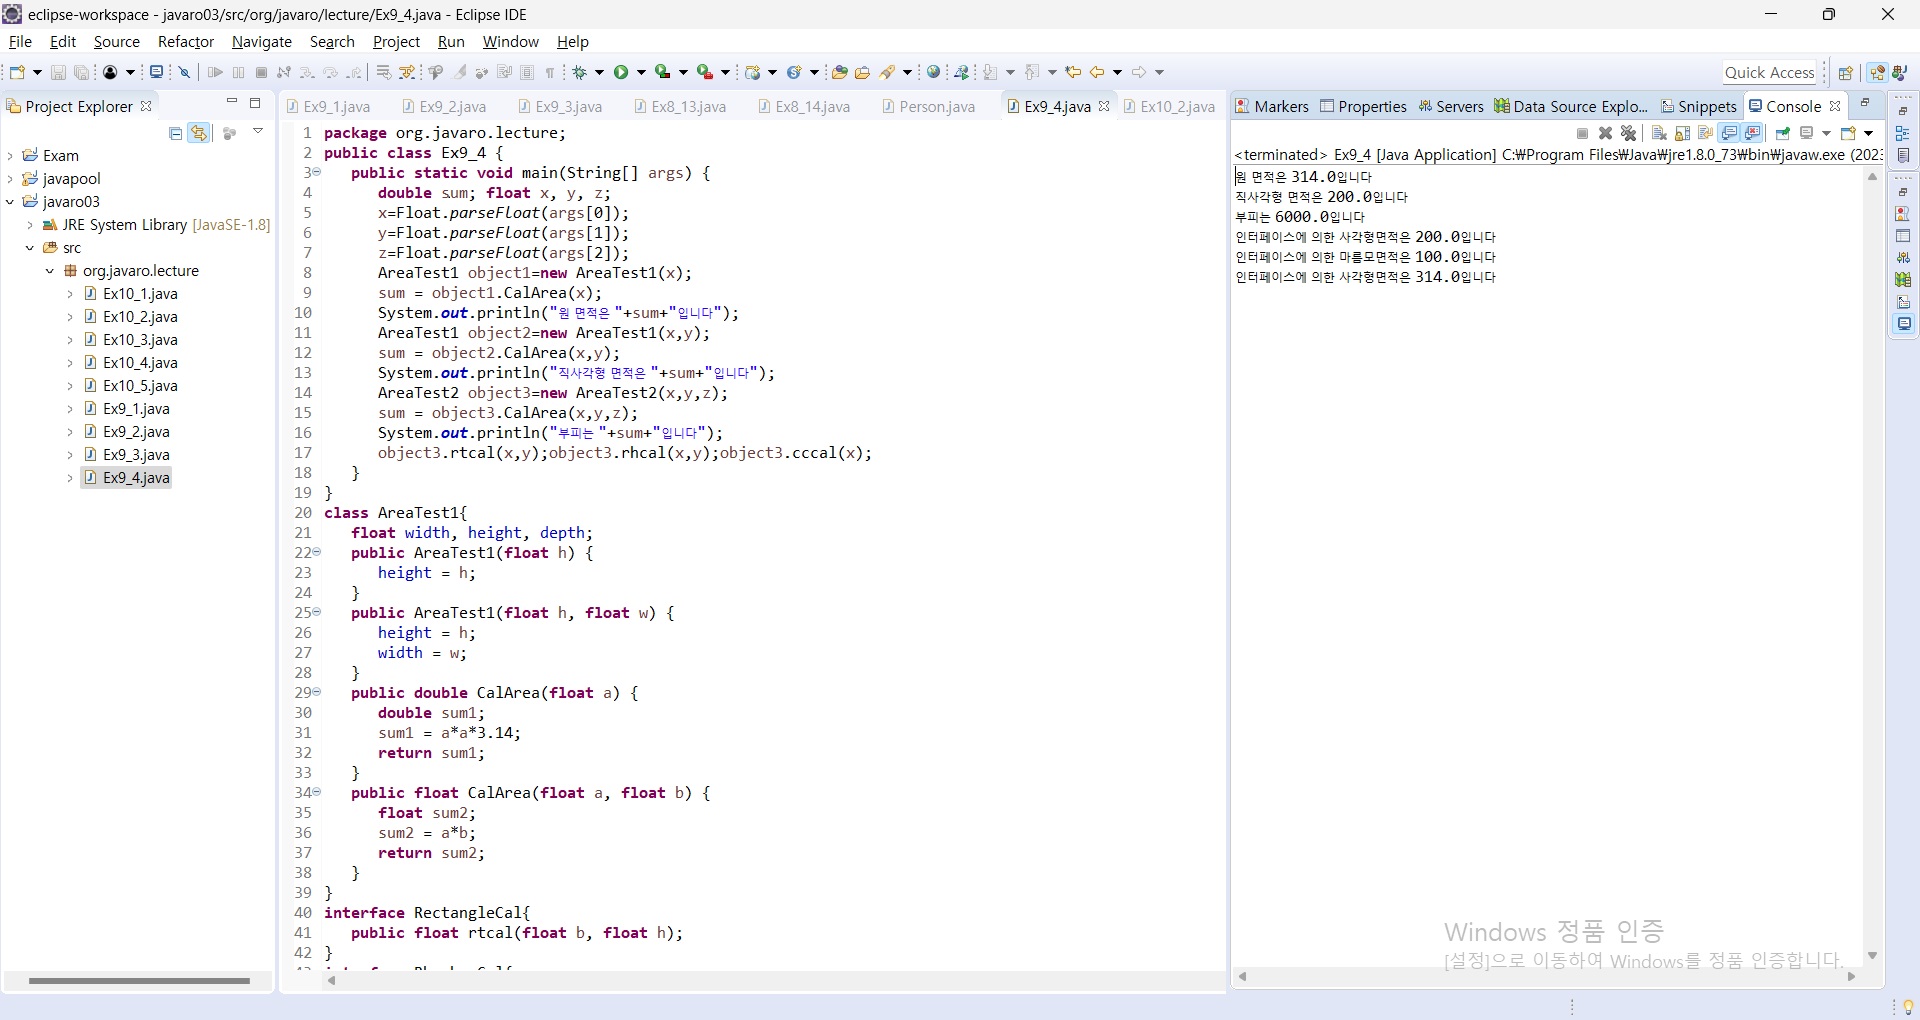 eclipse-workspace - javaro03/src/org/javaro/lecture/Ex9_4.java - Eclipse IDE
File Edit Source Refactor Navigate Search Project Run Window Help
Quick Access
Project Explorer
Exam
javapool
javaro03
JRE System Library [JavaSE-1.8]
src
org.javaro.lecture
Ex10_1.java
Ex10_2.java
Ex10_3.java
Ex10_4.java
Ex10_5.java
Ex9_1.java
Ex9_2.java
Ex9_3.java
Ex9_4.java
Ex9_1.java Ex9_2.java Ex9_3.java Ex8_13.java Ex8_14.java Person.java Ex9_4.java Ex10_2.java
1 package org.javaro.lecture;
2 public class Ex9_4 {
3 public static void main(String[] args) {
4 double sum; float x, y, z;
5 x=Float.parseFloat(args[0]);
6 y=Float.parseFloat(args[1]);
7 z=Float.parseFloat(args[2]);
8 AreaTest1 object1=new AreaTest1(x);
9 sum = object1.CalArea(x);
10 System.out.println("원 면적은 "+sum+"입니다");
11 AreaTest1 object2=new AreaTest1(x,y);
12 sum = object2.CalArea(x,y);
13 System.out.println("직사각형 면적은 "+sum+"입니다");
14 AreaTest2 object3=new AreaTest2(x,y,z);
15 sum = object3.CalArea(x,y,z);
16 System.out.println("부피는 "+sum+"입니다");
17 object3.rtcal(x,y);object3.rhcal(x,y);object3.cccal(x);
18 }
19 }
20 class AreaTest1{
21 float width, height, depth;
22 public AreaTest1(float h) {
23 height = h;
24 }
25 public AreaTest1(float h, float w) {
26 height = h;
27 width = w;
28 }
29 public double CalArea(float a) {
30 double sum1;
31 sum1 = a*a*3.14;
32 return sum1;
33 }
34 public float CalArea(float a, float b) {
35 float sum2;
36 sum2 = a*b;
37 return sum2;
38 }
39 }
40 interface RectangleCal{
41 public float rtcal(float b, float h);
42 }
Markers Properties Servers Data Source Explo... Snippets Console
<terminated> Ex9_4 [Java Application] C:₩Program Files₩Java₩jre1.8.0_73₩bin₩javaw.exe (2023
원 면적은 314.0입니다
직사각형 면적은 200.0입니다
부피는 6000.0입니다
인터페이스에 의한 사각형면적은 200.0입니다
인터페이스에 의한 마름모면적은 100.0입니다
인터페이스에 의한 사각형면적은 314.0입니다
Windows 정품 인증
[설정]으로 이동하여 Windows를 정품 인증합니다.